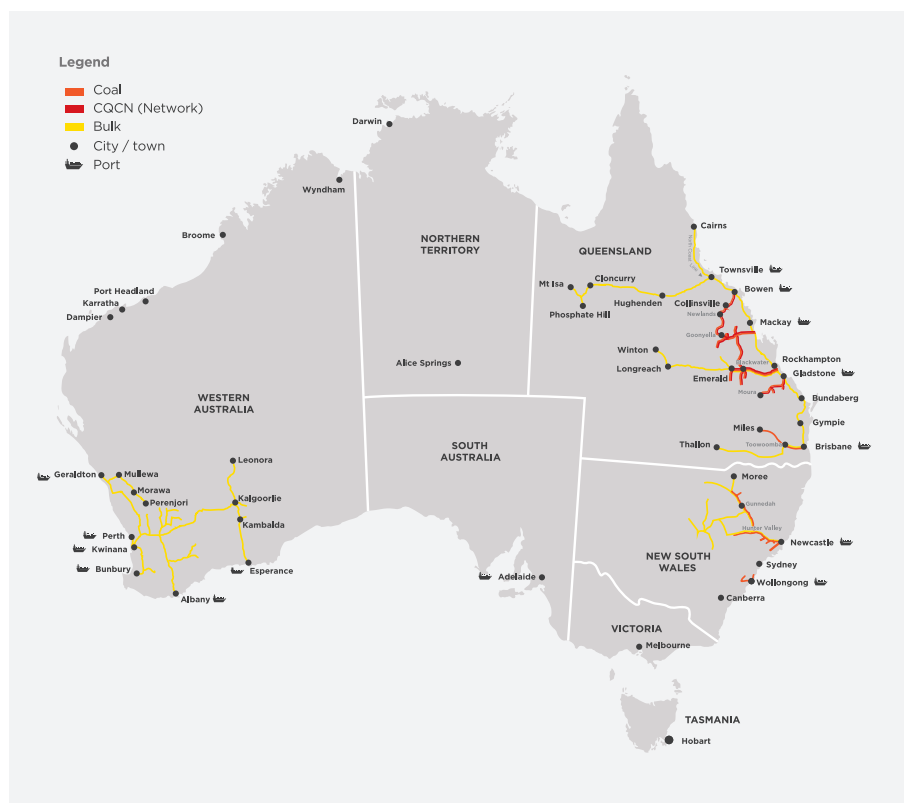 Legend
Coal
CQCN (Network)
Bulk
City / town
Port
Darwin
Wyndham
Broome
Port Headland
Karratha
Dampier
NORTHERN
TERRITORY
Alice Springs
WESTERN
AUSTRALIA
SOUTH
AUSTRALIA
QUEENSLAND
Cairns
North Coast Line
Townsville
Bowen
Mt Isa
Cloncurry
Hughenden
Collinsville
Newlands
Phosphate Hill
Mackay
Goonyella
Winton
Longreach
Blackwater
Rockhampton
Emerald
Gladstone
Moura
Bundaberg
Gympie
Miles
Thallon
Toowoomba
Brisbane
Leonora
Geraldton
Mullewa
Morawa
Perenjori
Kalgoorlie
Kambalda
Perth
Kwinana
Bunbury
Esperance
Albany
Adelaide
Moree
Gunnedah
Hunter Valley
Newcastle
NEW SOUTH
WALES
Sydney
Wollongong
Canberra
VICTORIA
Melbourne
TASMANIA
Hobart